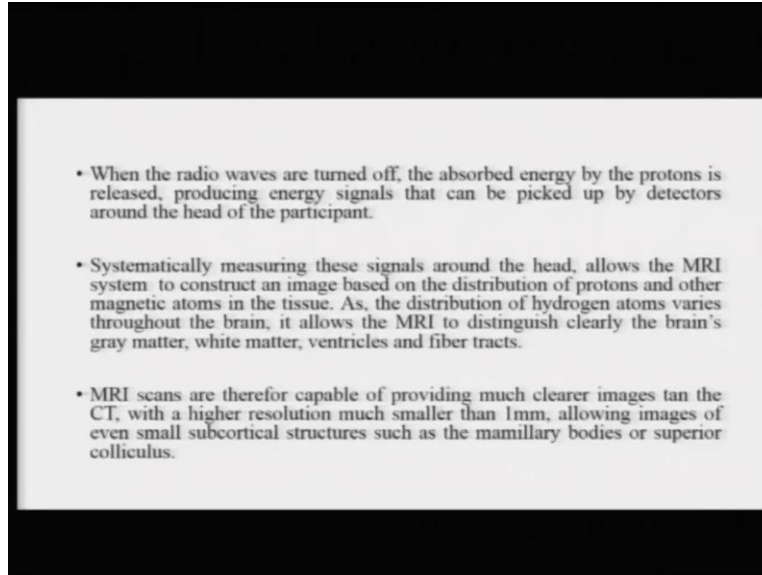 • When the radio waves are turned off, the absorbed energy by the protons is
released, producing energy signals that can be picked up by detectors
around the head of the participant.
• Systematically measuring these signals around the head, allows the MRI
system to construct an image based on the distribution of protons and other
magnetic atoms in the tissue. As, the distribution of hydrogen atoms varies
throughout the brain, it allows the MRI to distinguish clearly the brain's
gray matter, white matter, ventricles and fiber tracts.
• MRI scans are therefor capable of providing much clearer images tan the
CT, with a higher resolution much smaller than 1mm, allowing images of
even small subcortical structures such as the mamillary bodies or superior
colliculus.